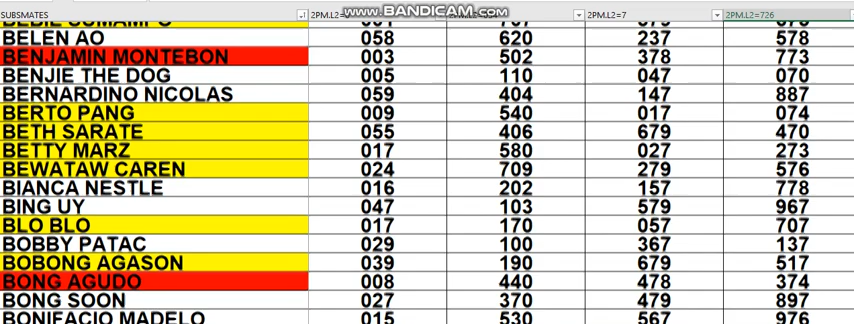 WWW.BANDICAM.COM
SUBSMATES 2PM.L2= 2PM.L2=7 2PM.L2=726
BELEN AO 058 620 237 578
BENJAMIN MONTEBON 003 502 378 773
BENJIE THE DOG 005 110 047 070
BERNARDINO NICOLAS 059 404 147 887
BERTO PANG 009 540 017 074
BETH SARATE 055 406 679 470
BETTY MARZ 017 580 027 273
BEWATAW CAREN 024 709 279 576
BIANCA NESTLE 016 202 157 778
BING UY 047 103 579 967
BLO BLO 017 170 057 707
BOBBY PATAC 029 100 367 137
BOBONG AGASON 039 190 679 517
BONG AGUDO 008 440 478 374
BONG SOON 027 370 479 897
BONIFACIO MADELO 015 530 567 976